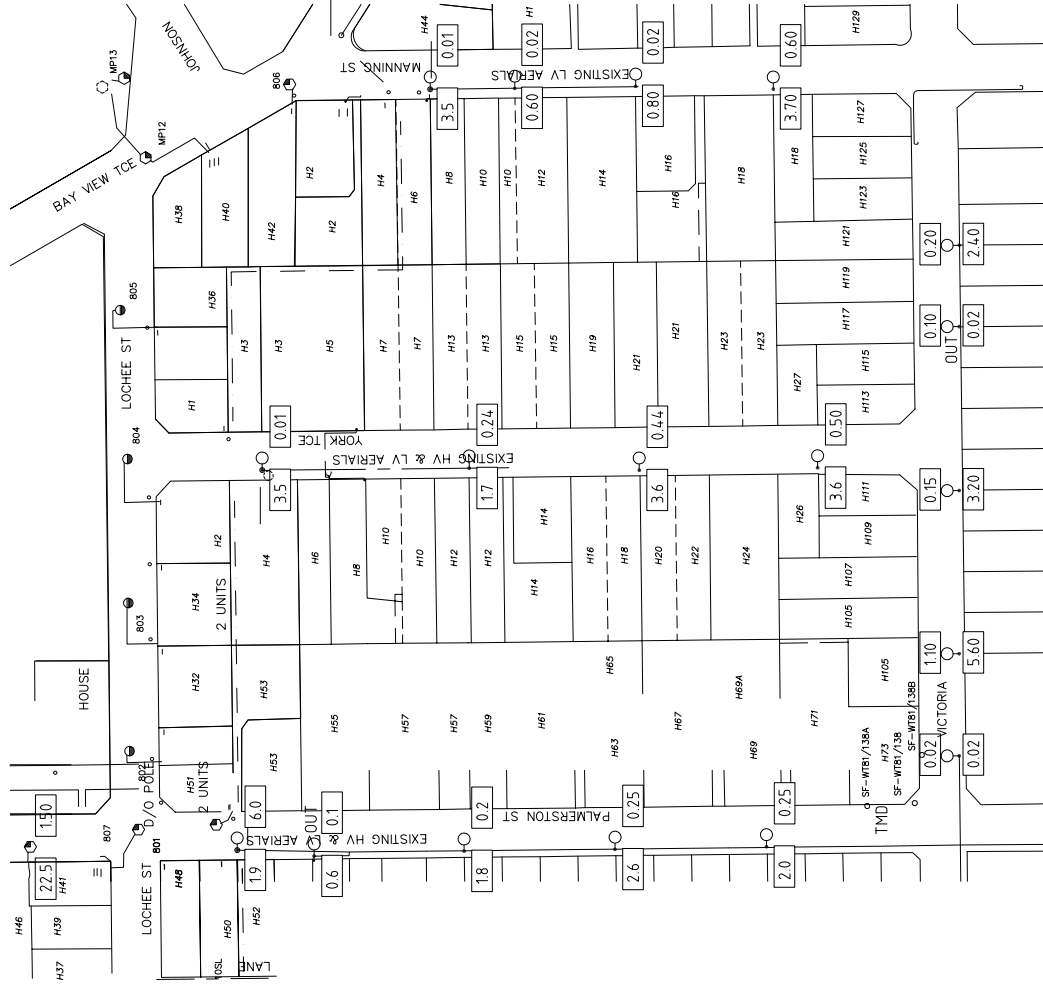 H44
0.01
H1
0.02
0.02
0.60
H129
JOHNSON
MP13
806
MANNING ST
EXISTING LV AERIALS
3.5
0.60
0.80
3.70
MP12
BAY VIEW TCE
H38
H40
H42
H2
H2
H4
H6
H8
H10
H10
H12
H14
H16
H16
H18
H18
H127
H125
H123
H121
0.20
2.40
805
H36
H3
H3
H5
H7
H7
H13
H13
H15
H15
H19
H21
H21
H23
H23
H119
H117
0.10
0.02
LOCHEE ST
H1
H27
H115
H113
OUT
804
0.01
YORK TCE
0.24
0.44
0.50
EXISTING HV & LV AERIALS
3.5
1.7
3.6
3.6
0.15
3.20
H2
H4
H6
H8
H10
H10
H12
H12
H14
H14
H16
H18
H20
H22
H24
H26
H111
H109
H107
H105
803
H34
2 UNITS
HOUSE
H32
H53
H53
H55
H57
H57
H59
H61
H63
H65
H67
H69A
H69
H71
H105
1.10
5.60
SF-WT81/138B
VICTORIA
H73
SF-WT81/138A
SF-WT81/138
0.02
0.02
802
H51
2 UNITS
D/O POLE
1.50
807
801
6.0
OUT
0.1
0.2
0.25
0.25
PALMERSTON ST
TMD
EXISTING HV & LV AERIALS
22.5
1.9
0.6
1.8
2.6
2.0
H41
H46
H39
H37
LOCHEE ST
H48
H50
H52
LANE